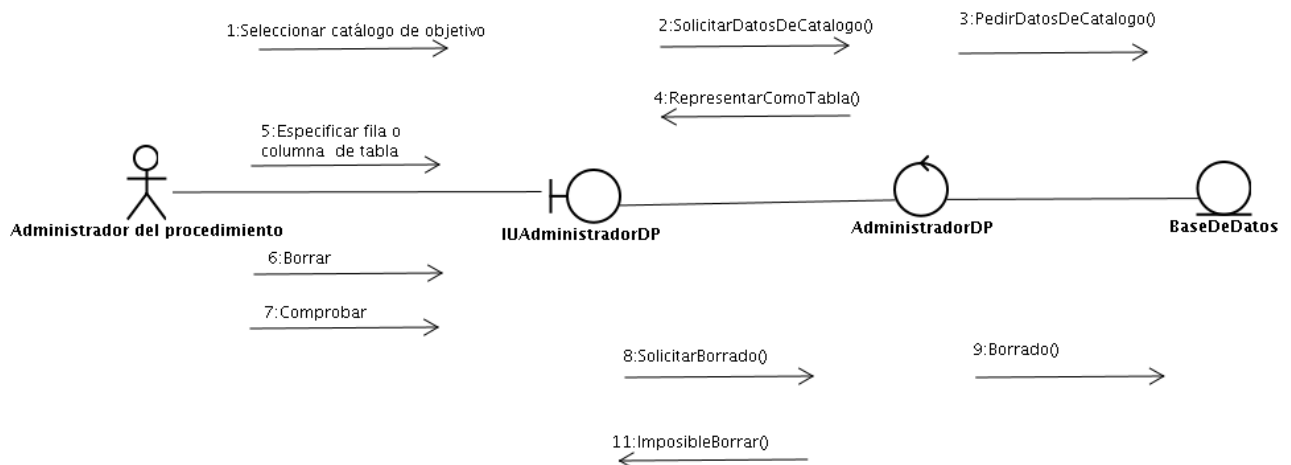 1:Seleccionar catálogo de objetivo
2:SolicitarDatosDeCatalogo()
3:PedirDatosDeCatalogo()
4:RepresentarComoTabla()
5:Especificar fila o
columna de tabla
Administrador del procedimiento
IUAdministradorDP
AdministradorDP
BaseDeDatos
6:Borrar
7:Comprobar
8:SolicitarBorrado()
9:Borrado()
11:ImposibleBorrar()